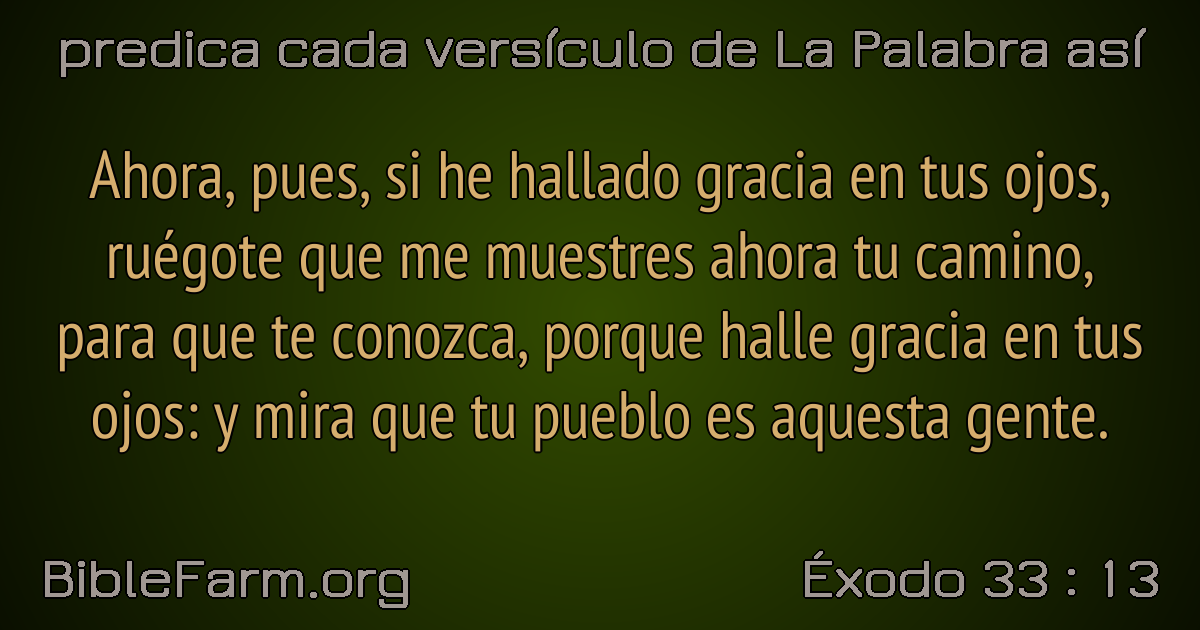 predica cada versículo de La Palabra así
Ahora, pues, si he hallado gracia en tus ojos,
ruégote que me muestres ahora tu camino,
para que te conozca, porque halle gracia en tus
ojos: y mira que tu pueblo es aquesta gente.
BibleFarm.org
Éxodo 33 : 13